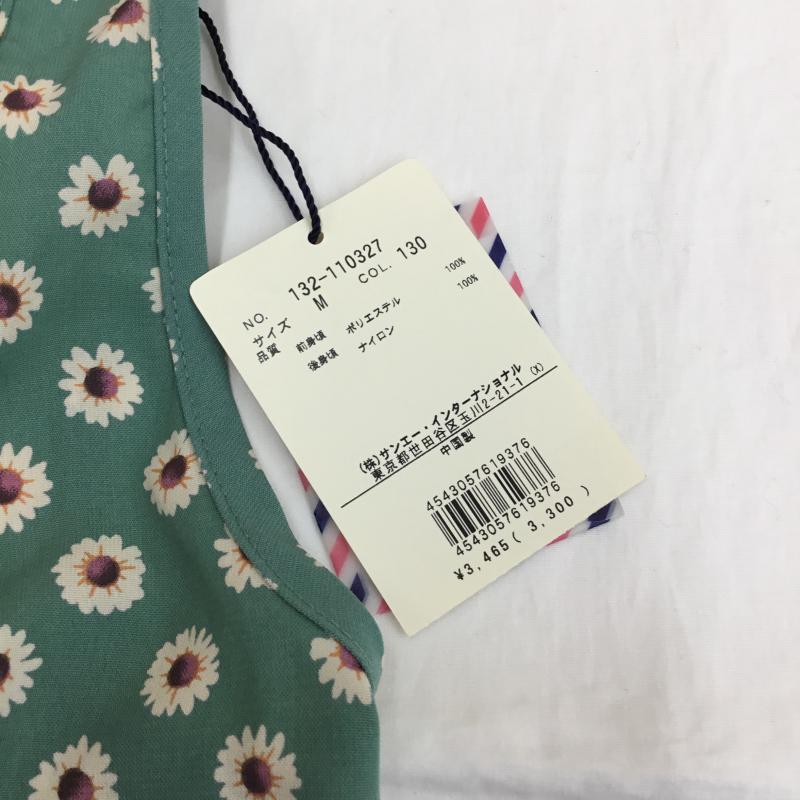 NO. 132-110327
サイズ M COL. 130
品質 前身頃 ポリエステル 100%
後身頃 ナイロン 100%
(株)サンエー・インターナショナル
東京都世田谷区玉川2-21-1 (X)
中国製
4543057619376
4543057619376
¥3,465( 3,300 )